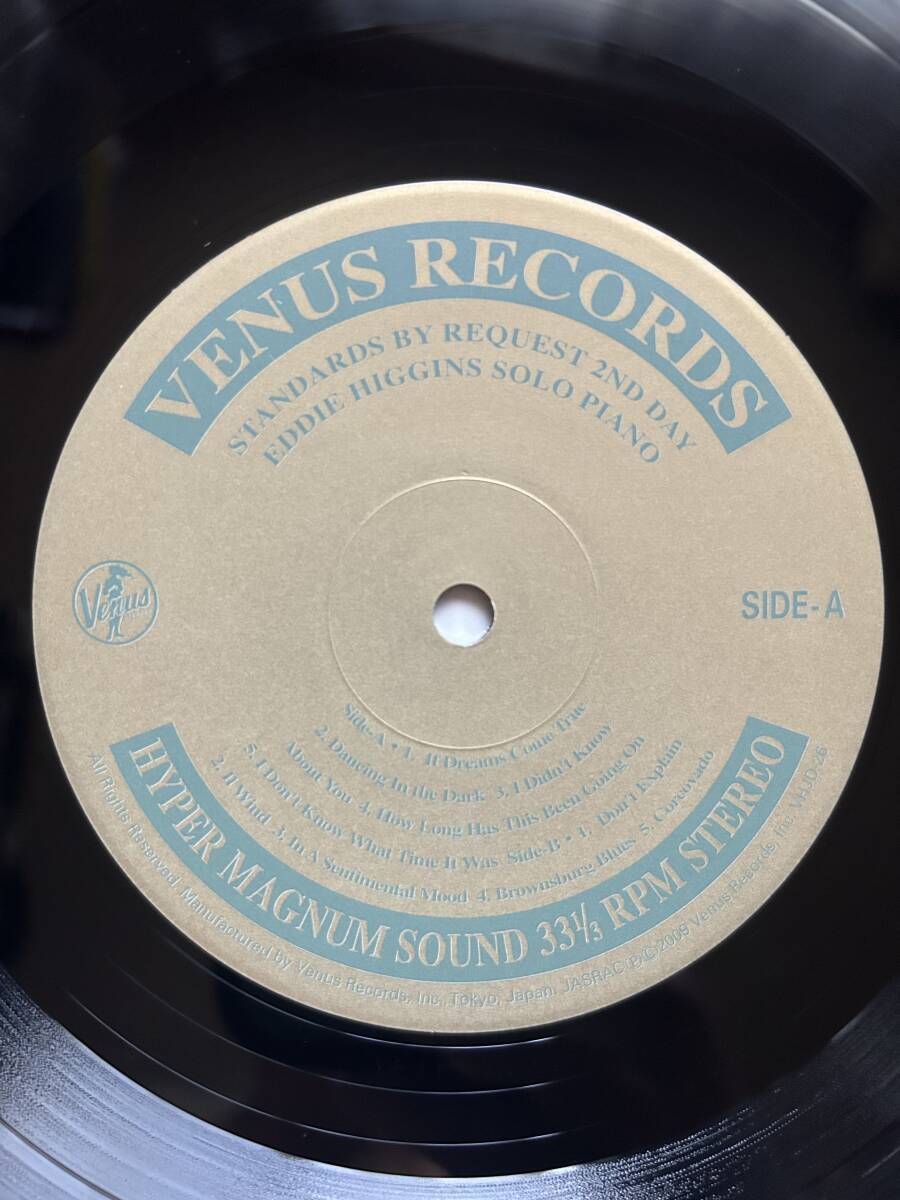 VENUS RECORDS
STANDARDS BY REQUEST 2ND DAY
EDDIE HIGGINS SOLO PIANO
Venus
SIDE-A
Side-A • 1. If Dreams Come True
2. Dancing In the Dark 3. I Didn't Know
About You 4. How Long Has This Been Going On
5. I Don't Know What Time It Was Side-B • 1. Don't Explain
2. Il Wind 3. In A Sentimental Mood 4. Brownsburg Blues 5. Corcovado
HYPER MAGNUM SOUND 33⅓ RPM STEREO
All Rights Reserved, Manufactured by Venus Records, Inc., Tokyo, Japan. JASRAC ℗©2009 Venus Records, Inc. VHJD-26